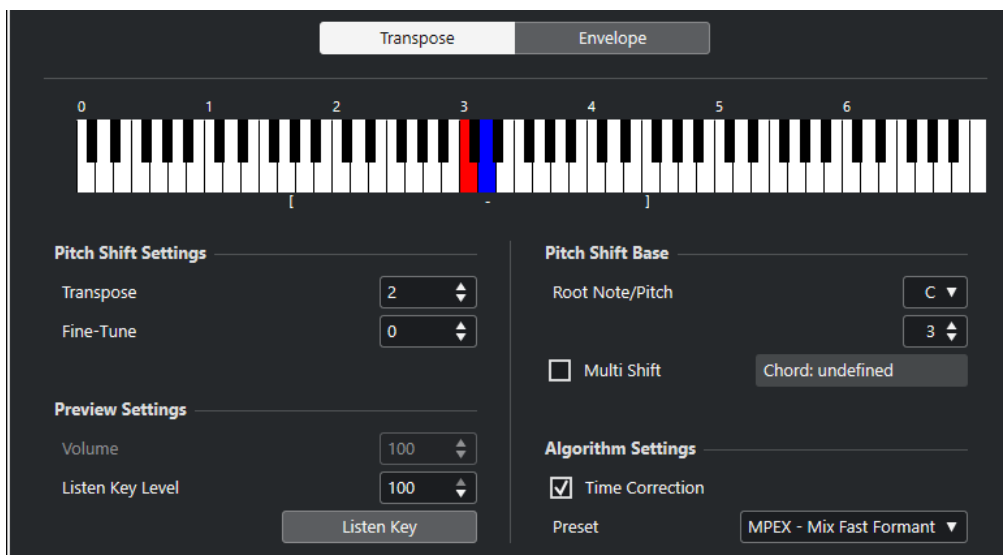 Transpose Envelope
0 1 2 3 4 5 6
[ - ]
Pitch Shift Settings
Transpose 2
Fine-Tune 0
Preview Settings
Volume 100
Listen Key Level 100
Listen Key
Pitch Shift Base
Root Note/Pitch C
3
Multi Shift Chord: undefined
Algorithm Settings
Time Correction
Preset MPEX - Mix Fast Formant